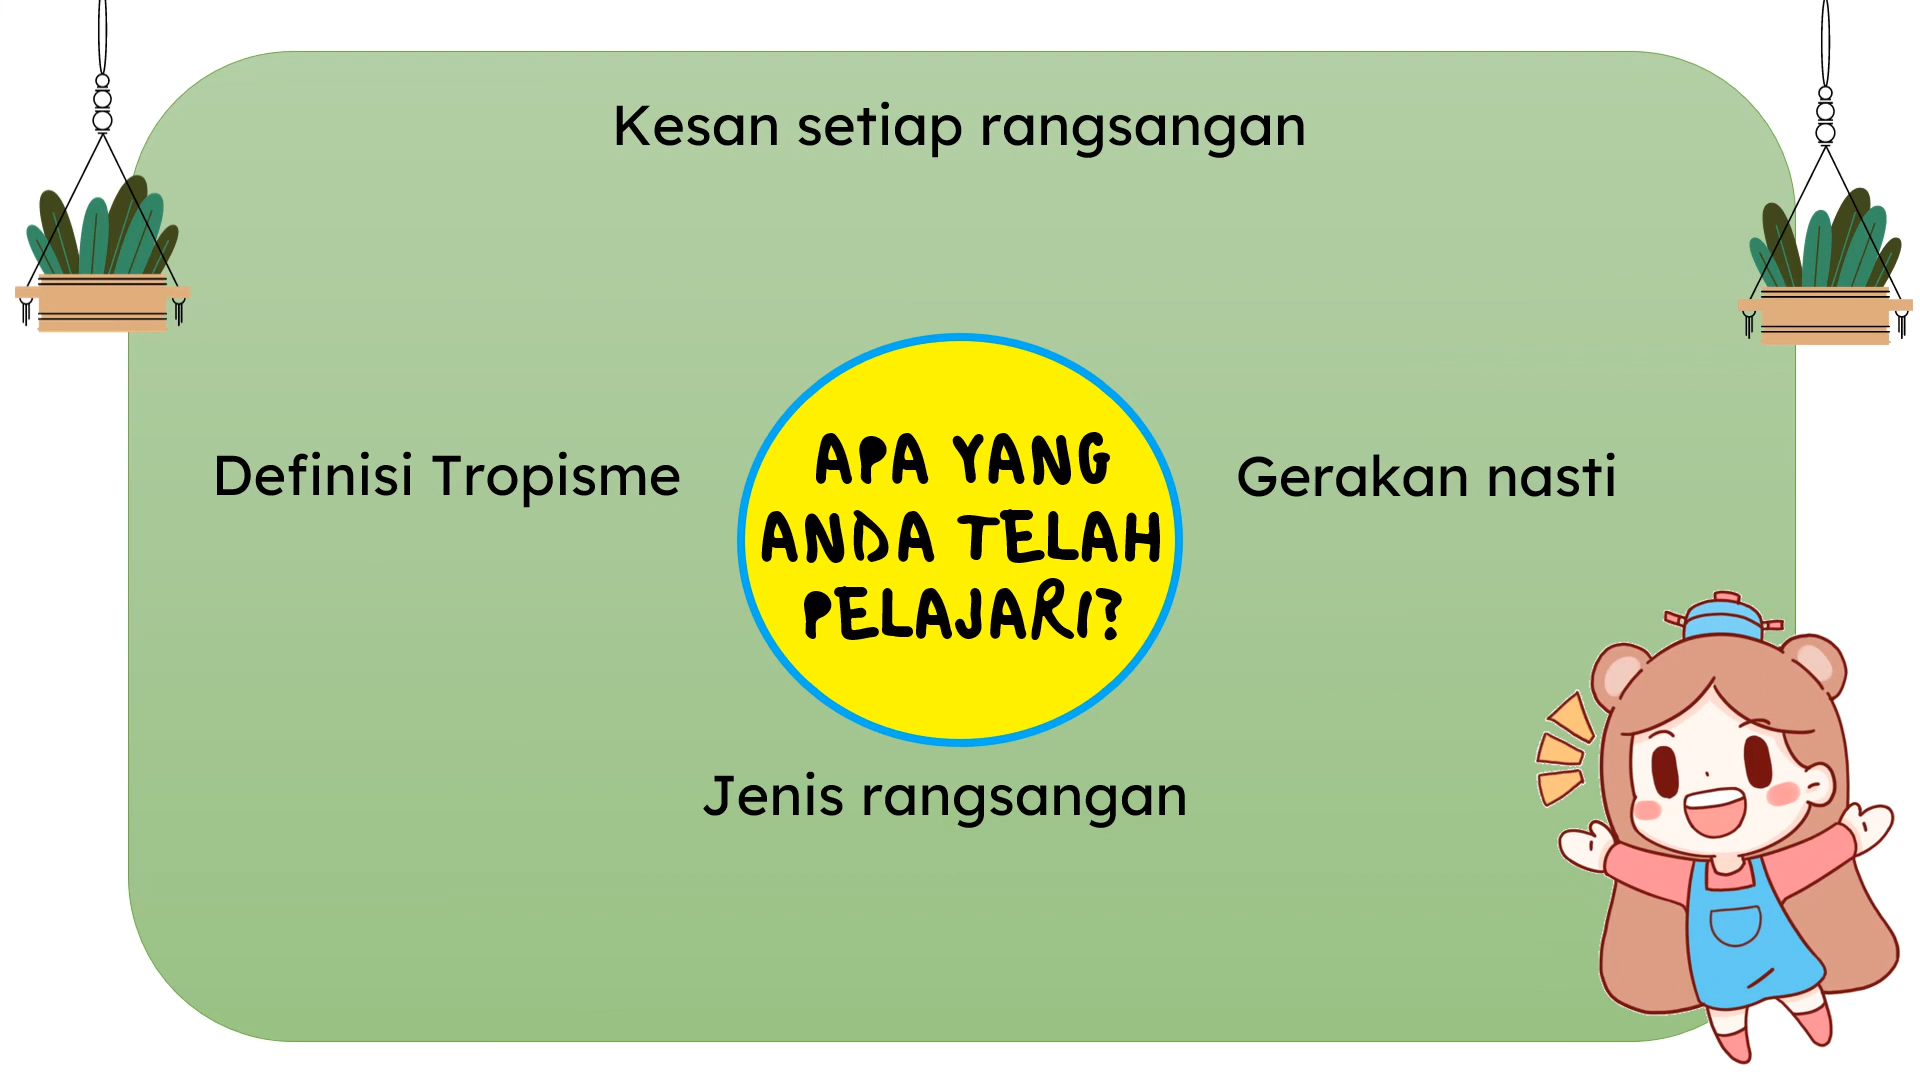 Kesan setiap rangsangan
Definisi Tropisme
APA YANG
ANDA TELAH
PELAJARI?
Gerakan nasti
Jenis rangsangan